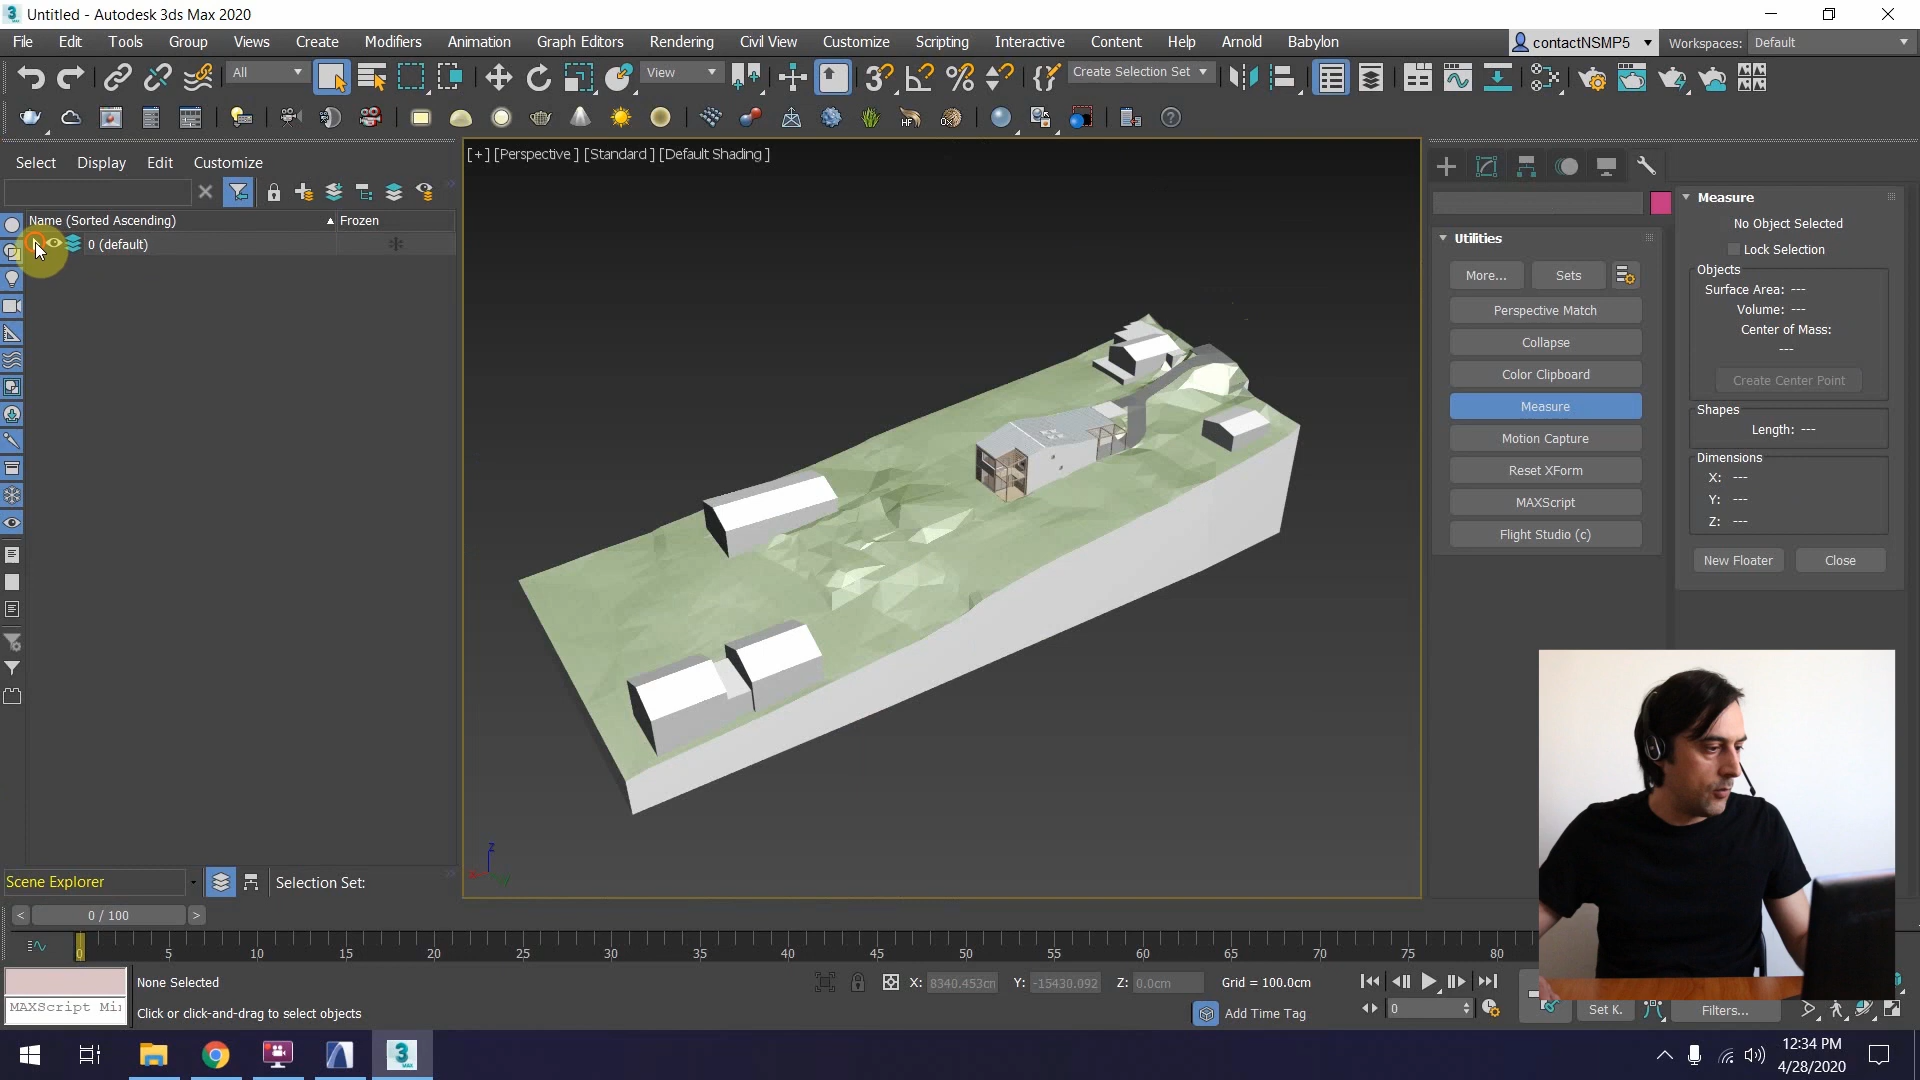 Untitled - Autodesk 3ds Max 2020
File Edit Tools Group Views Create Modifiers Animation Graph Editors Rendering Civil View Customize Scripting Interactive Content Help Arnold Babylon
contactNSMP5 Workspaces: Default
All View Create Selection Set
Select Display Edit Customize
[+] [Perspective ] [Standard ] [Default Shading ]
Name (Sorted Ascending) Frozen
0 (default)
Utilities
More... Sets
Perspective Match
Collapse
Color Clipboard
Measure
Motion Capture
Reset XForm
MAXScript
Flight Studio (c)
Measure
No Object Selected
Lock Selection
Objects
Surface Area: ---
Volume: ---
Center of Mass:
---
Create Center Point
Shapes
Length: ---
Dimensions
X: ---
Y: ---
Z: ---
New Floater Close
z
Scene Explorer Selection Set:
< 0 / 100 >
0 5 10 15 20 25 30 35 40 45 50 55 60 65 70 75 80
None Selected X: 8340.453cm Y: -15430.092 Z: 0.0cm Grid = 100.0cm
MAXScript Mi
Click or click-and-drag to select objects
Add Time Tag 0 Set K. Filters...
12:34 PM
4/28/2020